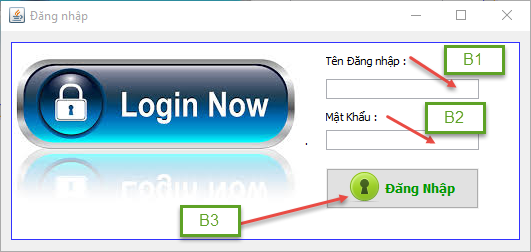 Đăng nhập
Tên Đăng nhập :
B1
Login Now
Mật Khẩu :
B2
Đăng Nhập
B3